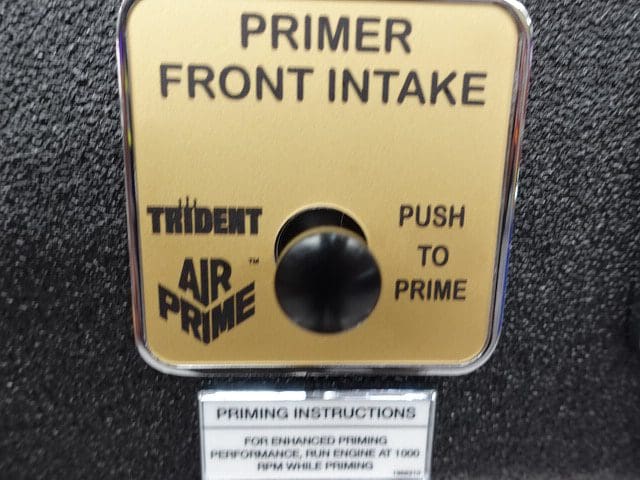 PRIMER
FRONT INTAKE
TRIDENT
AIR
PRIME™
PUSH
TO
PRIME
PRIMING INSTRUCTIONS
FOR ENHANCED PRIMING
PERFORMANCE, RUN ENGINE AT 1000
RPM WHILE PRIMING